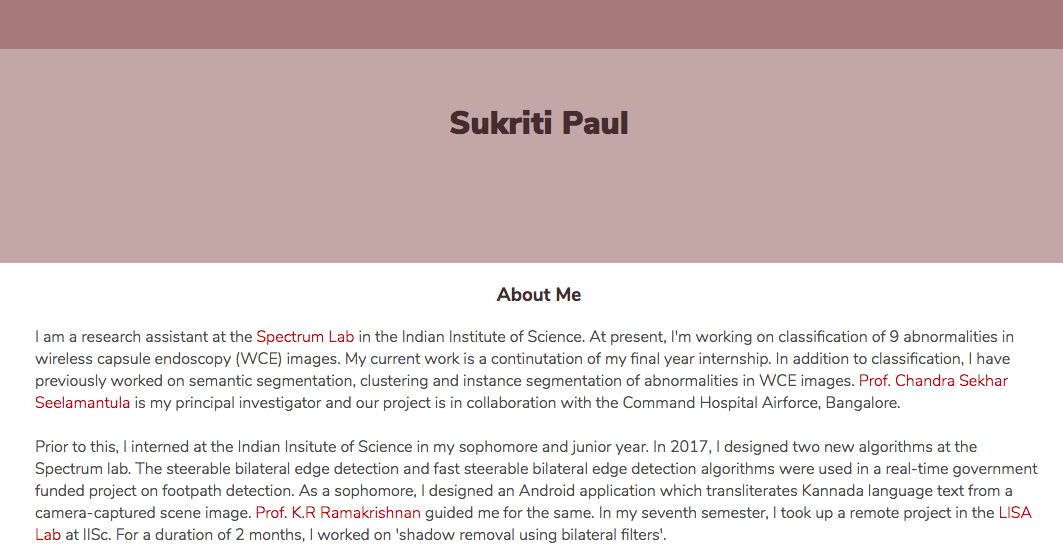 Sukriti Paul
About Me
I am a research assistant at the Spectrum Lab in the Indian Institute of Science. At present, I'm working on classification of 9 abnormalities in
wireless capsule endoscopy (WCE) images. My current work is a continutation of my final year internship. In addition to classification, I have
previously worked on semantic segmentation, clustering and instance segmentation of abnormalities in WCE images. Prof. Chandra Sekhar
Seelamantula is my principal investigator and our project is in collaboration with the Command Hospital Airforce, Bangalore.
Prior to this, I interned at the Indian Insitute of Science in my sophomore and junior year. In 2017, I designed two new algorithms at the
Spectrum lab. The steerable bilateral edge detection and fast steerable bilateral edge detection algorithms were used in a real-time government
funded project on footpath detection. As a sophomore, I designed an Android application which transliterates Kannada language text from a
camera-captured scene image. Prof. K.R Ramakrishnan guided me for the same. In my seventh semester, I took up a remote project in the LISA
Lab at IISc. For a duration of 2 months, I worked on 'shadow removal using bilateral filters'.